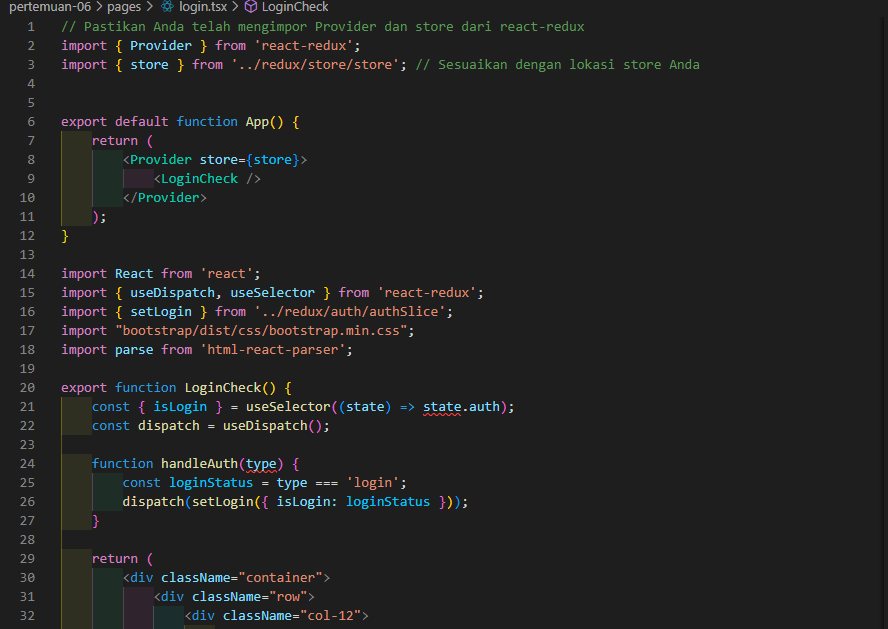 pertemuan-06 > pages > login.tsx > LoginCheck
1 // Pastikan Anda telah mengimpor Provider dan store dari react-redux
2 import { Provider } from 'react-redux';
3 import { store } from '../redux/store/store'; // Sesuaikan dengan lokasi store Anda
4
5
6 export default function App() {
7 return (
8 <Provider store={store}>
9 <LoginCheck />
10 </Provider>
11 );
12 }
13
14 import React from 'react';
15 import { useDispatch, useSelector } from 'react-redux';
16 import { setLogin } from '../redux/auth/authSlice';
17 import "bootstrap/dist/css/bootstrap.min.css";
18 import parse from 'html-react-parser';
19
20 export function LoginCheck() {
21 const { isLogin } = useSelector((state) => state.auth);
22 const dispatch = useDispatch();
23
24 function handleAuth(type) {
25 const loginStatus = type === 'login';
26 dispatch(setLogin({ isLogin: loginStatus }));
27 }
28
29 return (
30 <div className="container">
31 <div className="row">
32 <div className="col-12">